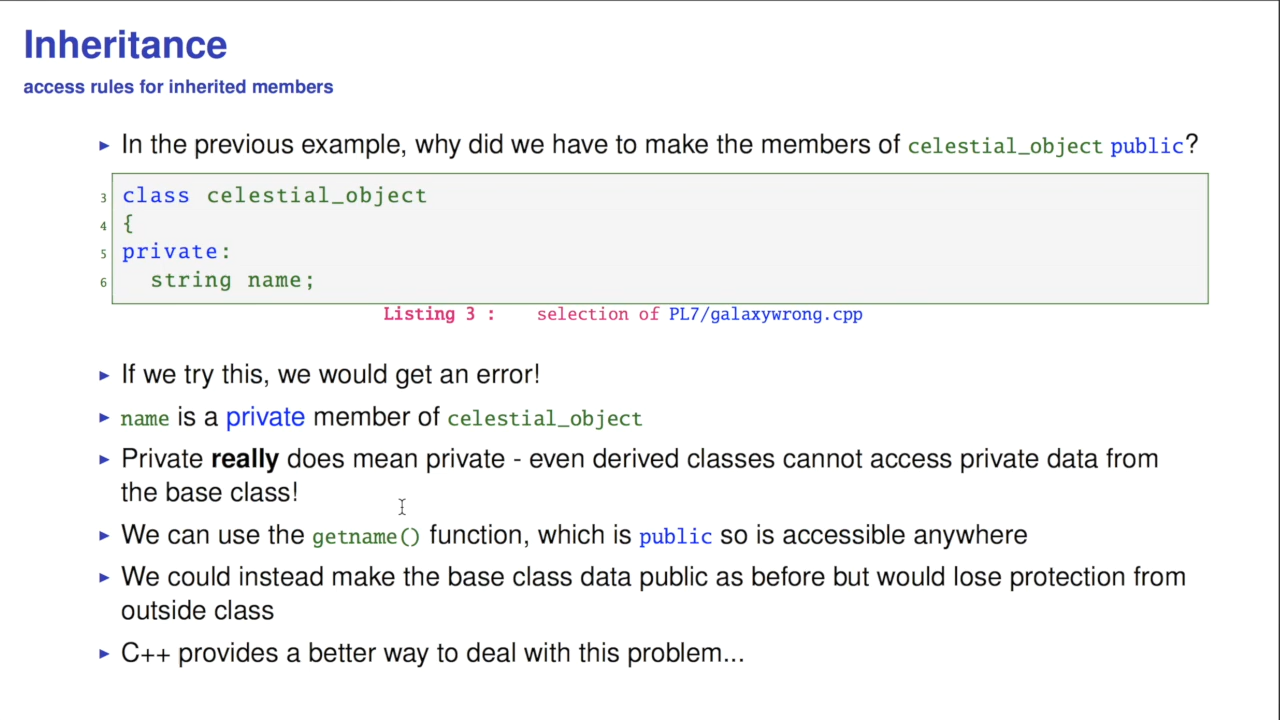 Inheritance
access rules for inherited members
▶ In the previous example, why did we have to make the members of celestial_object public?
3 class celestial_object
4 {
5 private:
6 string name;
Listing 3 : selection of PL7/galaxywrong.cpp
▶ If we try this, we would get an error!
▶ name is a private member of celestial_object
▶ Private really does mean private - even derived classes cannot access private data from
the base class!
▶ We can use the getname() function, which is public so is accessible anywhere
▶ We could instead make the base class data public as before but would lose protection from
outside class
▶ C++ provides a better way to deal with this problem...